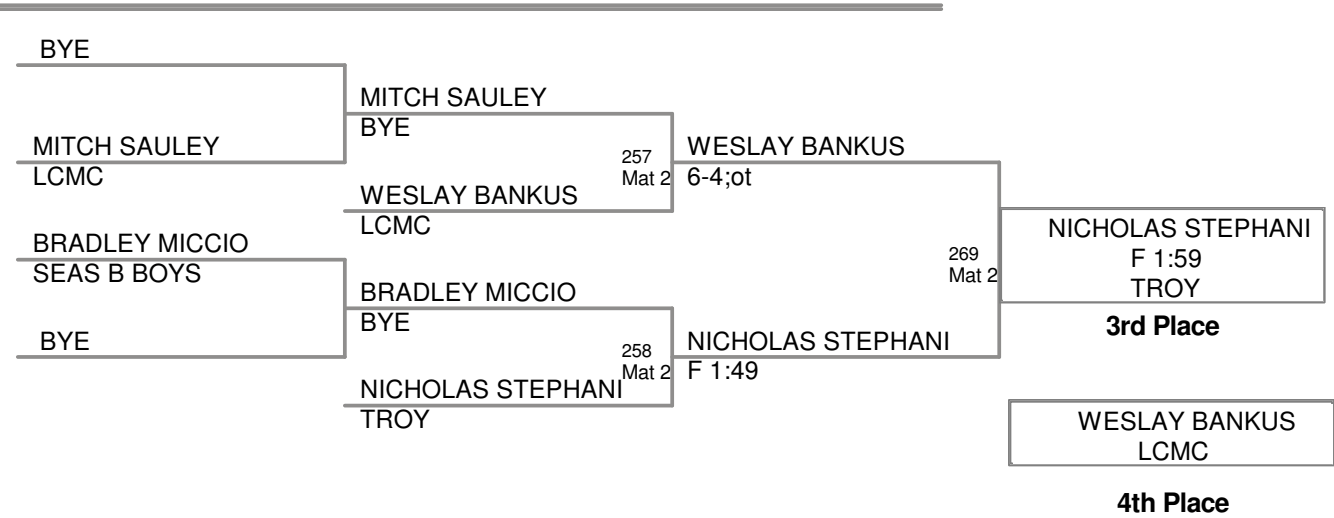 BYE
MITCH SAULEY
LCMC
BRADLEY MICCIO
SEAS B BOYS
BYE
MITCH SAULEY
BYE
257
Mat 2
WESLAY BANKUS
LCMC
BRADLEY MICCIO
BYE
258
Mat 2
NICHOLAS STEPHANI
TROY
WESLAY BANKUS
6-4;ot
269
Mat 2
NICHOLAS STEPHANI
F 1:49
NICHOLAS STEPHANI
F 1:59
TROY
3rd Place
WESLAY BANKUS
LCMC
4th Place